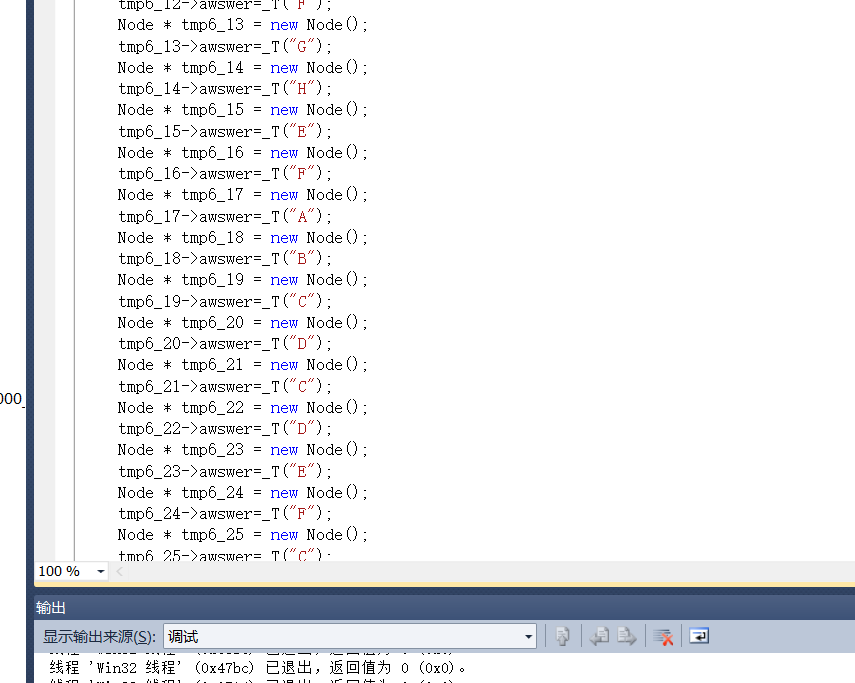 tmp6_12->awswer=_T("F");
Node * tmp6_13 = new Node();
tmp6_13->awswer=_T("G");
Node * tmp6_14 = new Node();
tmp6_14->awswer=_T("H");
Node * tmp6_15 = new Node();
tmp6_15->awswer=_T("E");
Node * tmp6_16 = new Node();
tmp6_16->awswer=_T("F");
Node * tmp6_17 = new Node();
tmp6_17->awswer=_T("A");
Node * tmp6_18 = new Node();
tmp6_18->awswer=_T("B");
Node * tmp6_19 = new Node();
tmp6_19->awswer=_T("C");
Node * tmp6_20 = new Node();
tmp6_20->awswer=_T("D");
Node * tmp6_21 = new Node();
tmp6_21->awswer=_T("C");
000_
Node * tmp6_22 = new Node();
tmp6_22->awswer=_T("D");
Node * tmp6_23 = new Node();
tmp6_23->awswer=_T("E");
Node * tmp6_24 = new Node();
tmp6_24->awswer=_T("F");
Node * tmp6_25 = new Node();
tmp6_25->awswer=_T("C");
100 %
输出
显示输出来源(S): 调试
线程 'Win32 线程' (0x47bc) 已退出，返回值为 0 (0x0)。